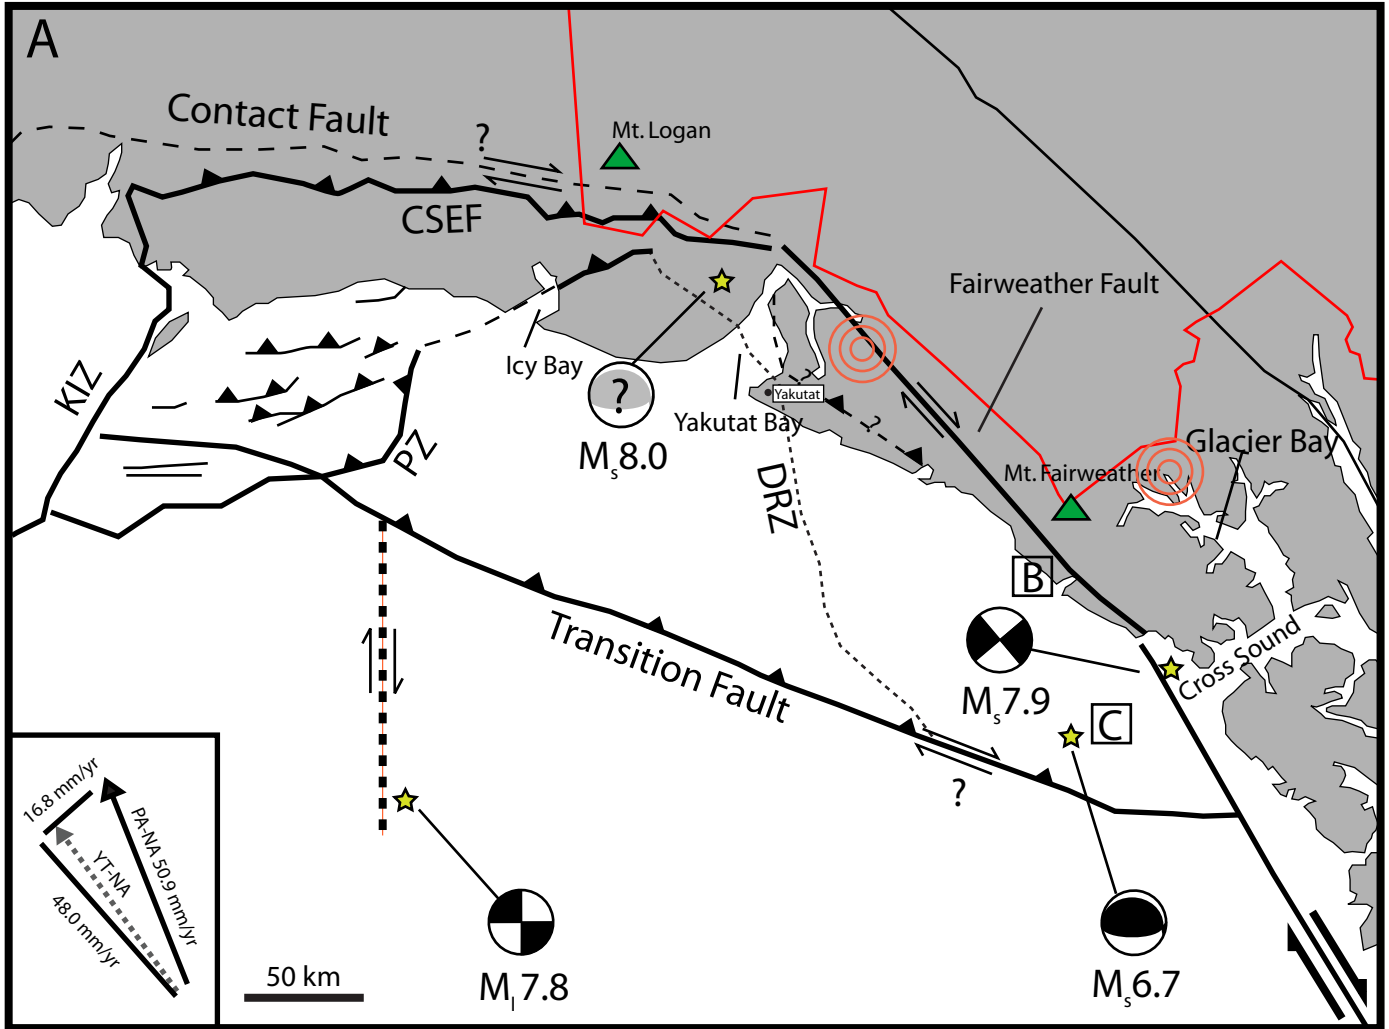 A
Contact Fault
?
Mt. Logan
CSEF
Fairweather Fault
KIZ
Icy Bay
?
Yakutat
?
?
Yakutat Bay
Ms8.0
PZ
Glacier Bay
Mt. Fairweather
DRZ
B
Transition Fault
Cross Sound
Ms7.9
C
?
16.8 mm/yr
PA-NA 50.9 mm/yr
YT-NA
48.0 mm/yr
50 km
Ml7.8
Ms6.7